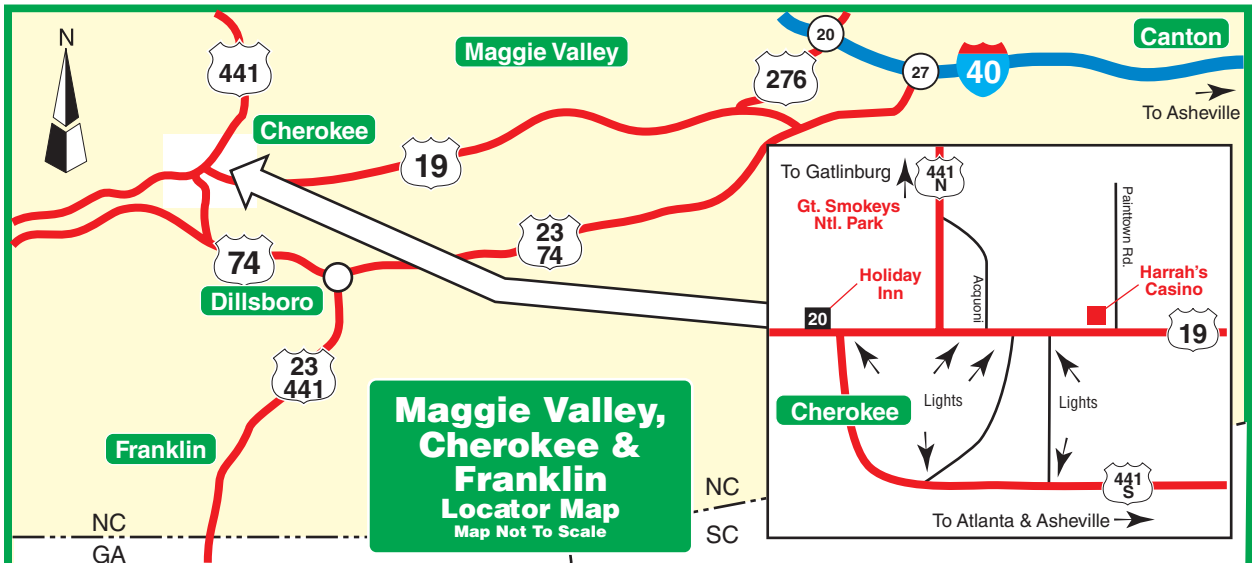 N
441
Maggie Valley
20
276
27
40
Canton
To Asheville
Cherokee
19
74
23
74
Dillsboro
23
441
Franklin
NC
GA
Maggie Valley,
Cherokee &
Franklin
Locator Map
Map Not To Scale
NC
SC
To Gatlinburg
441
N
Gt. Smokeys
Ntl. Park
Painttown Rd.
Holiday
Inn
Aoquoni
Harrah's
Casino
20
19
Lights
Lights
Cherokee
441
S
To Atlanta & Asheville